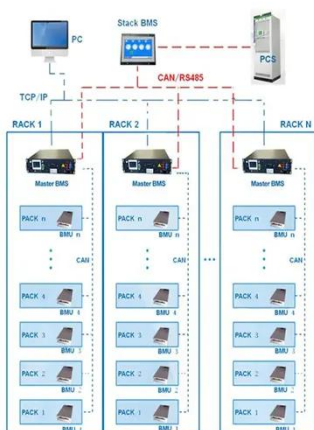 PC
Stack BMS
PCS
CAN/RS485
TCP/IP
RACK 1
RACK 2
RACK N
Master BMS
Master BMS
Master BMS
PACK n
BMU n
PACK n
BMU n
PACK n
BMU n
CAN
CAN
...
CAN
PACK 4
BMU 4
PACK 4
BMU 4
PACK 4
BMU 4
PACK 3
BMU 3
PACK 3
BMU 3
PACK 3
BMU 3
PACK 2
BMU 2
PACK 2
BMU 2
PACK 2
BMU 2
PACK 1
PACK 1
PACK 1